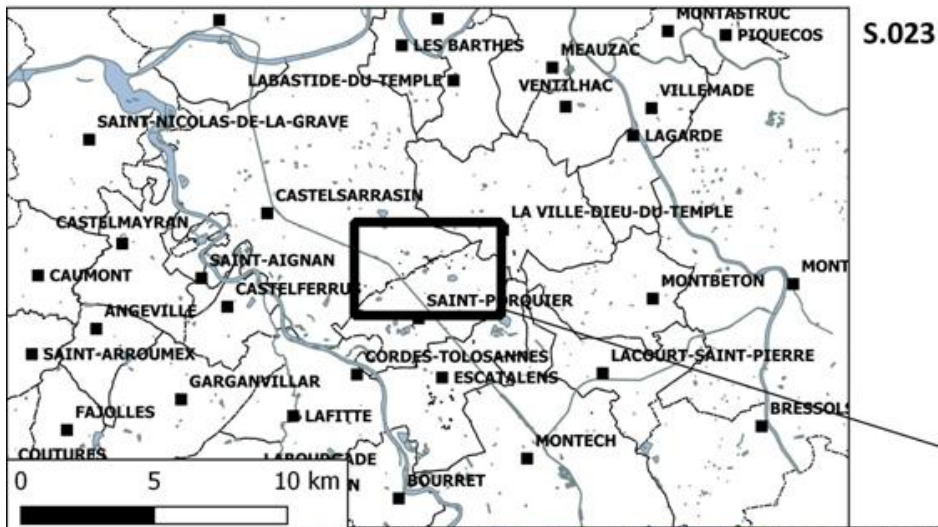 MONTASTRUC
S.023
PIQUECOS
LES BARTHES
MEAUZAC
LABASTIDE-DU-TEMPLE
VENTILHAC
VILLEMADE
SAINT-NICOLAS-DE-LA-GRAVE
LAGARDE
CASTELSARRASIN
LA VILLE-DIEU-DU-TEMPLE
CASTELMAYRAN
SAINT-AIGNAN
CAUMONT
MONTBETON
MONT
CASTELFERRUS
SAINT-PORQUIER
ANGEVILLE
SAINT-ARROUMEX
CORDES-TOLOSANNES
LACOURT-SAINT-PIERRE
ESCATALENS
GARGANVILLAR
FAJOLLES
LAFITTE
BRESSOLS
MONTECH
COUTURES
LABOURGADE
0 5 10 km
N
BOURRET